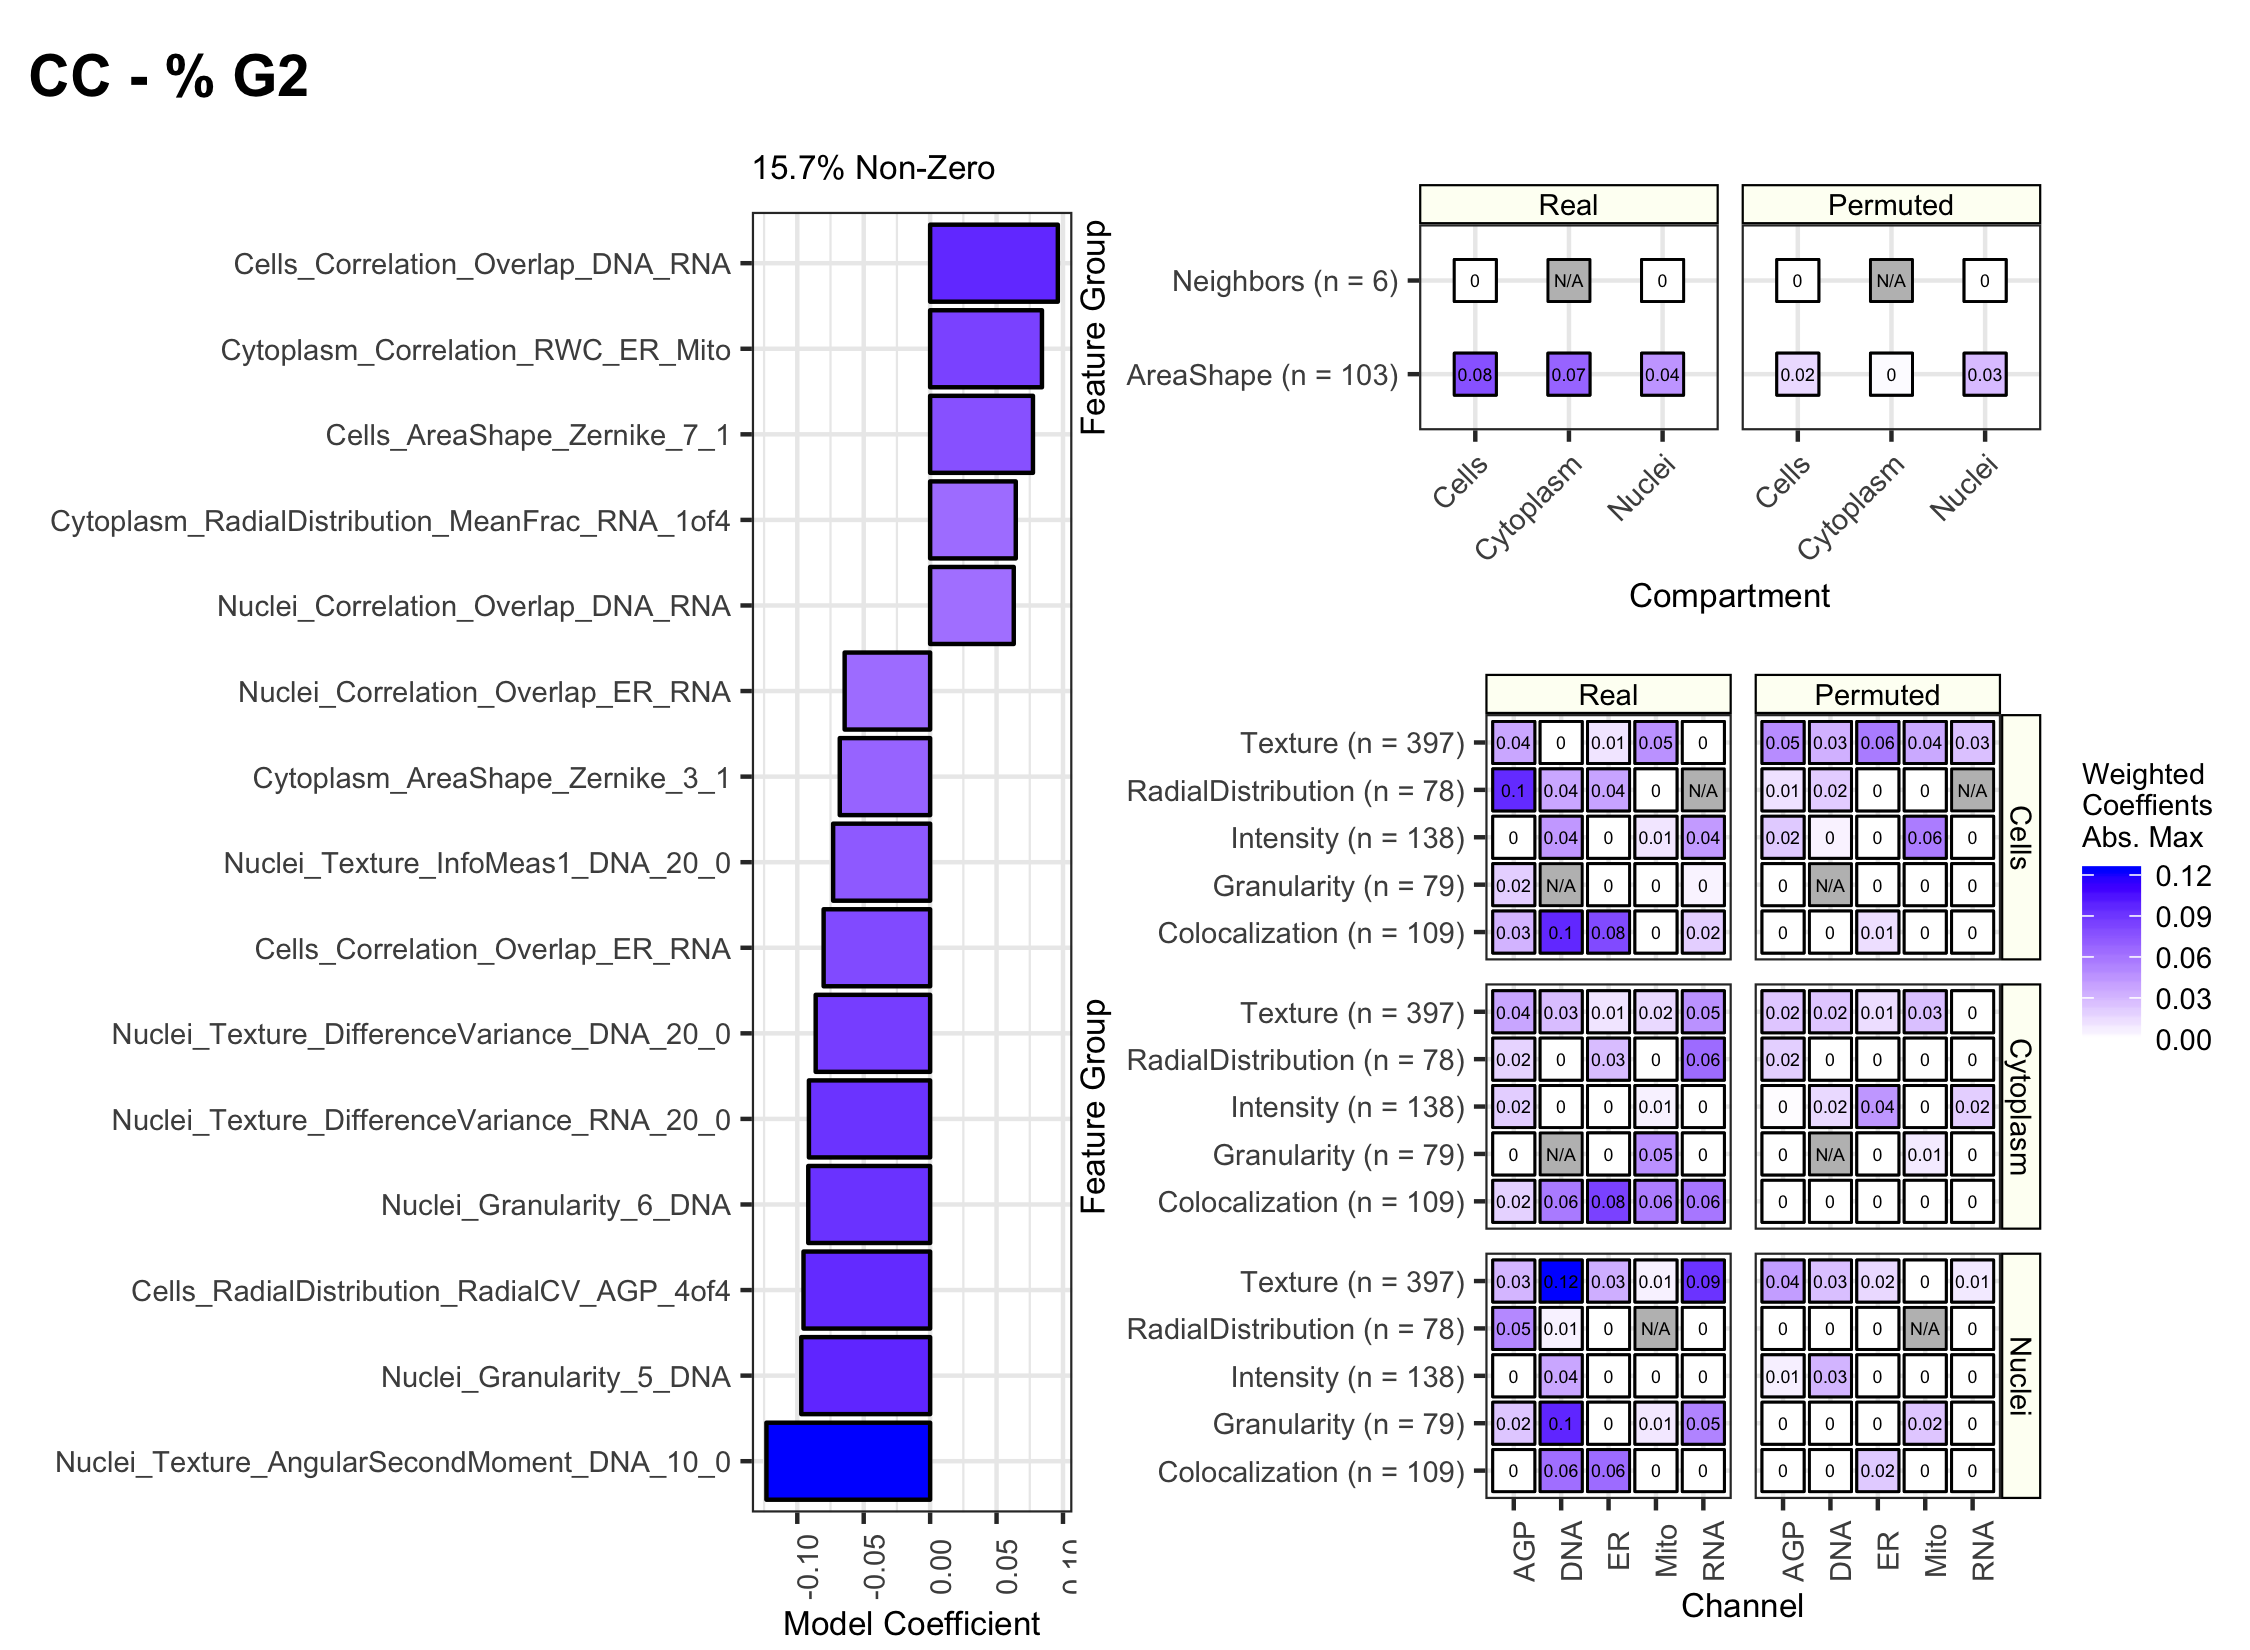 CC - % G2
15.7% Non-Zero
Cells_Correlation_Overlap_DNA_RNA
Cytoplasm_Correlation_RWC_ER_Mito
Cells_AreaShape_Zernike_7_1
Cytoplasm_RadialDistribution_MeanFrac_RNA_1of4
Nuclei_Correlation_Overlap_DNA_RNA
Nuclei_Correlation_Overlap_ER_RNA
Cytoplasm_AreaShape_Zernike_3_1
Nuclei_Texture_InfoMeas1_DNA_20_0
Cells_Correlation_Overlap_ER_RNA
Nuclei_Texture_DifferenceVariance_DNA_20_0
Nuclei_Texture_DifferenceVariance_RNA_20_0
Nuclei_Granularity_6_DNA
Cells_RadialDistribution_RadialCV_AGP_4of4
Nuclei_Granularity_5_DNA
Nuclei_Texture_AngularSecondMoment_DNA_10_0
-0.10 -0.05 0.00 0.05 0.10
Model Coefficient
Feature Group
Real Permuted
Neighbors (n = 6) 0 N/A 0 0 N/A 0
AreaShape (n = 103) 0.08 0.07 0.04 0.02 0 0.03
Cells Cytoplasm Nuclei Cells Cytoplasm Nuclei
Compartment
Feature Group
Real Permuted
Texture (n = 397) 0.04 0 0.01 0.05 0 0.05 0.03 0.06 0.04 0.03
RadialDistribution (n = 78) 0.1 0.04 0.04 0 N/A 0.01 0.02 0 0 N/A
Intensity (n = 138) 0 0.04 0 0.01 0.04 0.02 0 0 0.06 0
Granularity (n = 79) 0.02 N/A 0 0 0 0 N/A 0 0 0
Colocalization (n = 109) 0.03 0.1 0.08 0 0.02 0 0 0.01 0 0
Cells
Texture (n = 397) 0.04 0.03 0.01 0.02 0.05 0.02 0.02 0.01 0.03 0
RadialDistribution (n = 78) 0.02 0 0.03 0 0.06 0.02 0 0 0 0
Intensity (n = 138) 0.02 0 0 0.01 0 0 0.02 0.04 0 0.02
Granularity (n = 79) 0 N/A 0 0.05 0 0 N/A 0 0.01 0
Colocalization (n = 109) 0.02 0.06 0.08 0.06 0.06 0 0 0 0 0
Cytoplasm
Texture (n = 397) 0.03 0.12 0.03 0.01 0.09 0.04 0.03 0.02 0 0.01
RadialDistribution (n = 78) 0.05 0.01 0 N/A 0 0 0 0 N/A 0
Intensity (n = 138) 0 0.04 0 0 0 0.01 0.03 0 0 0
Granularity (n = 79) 0.02 0.1 0 0.01 0.05 0 0 0 0.02 0
Colocalization (n = 109) 0 0.06 0.06 0 0 0 0 0.02 0 0
Nuclei
AGP DNA ER Mito RNA AGP DNA ER Mito RNA
Channel
Weighted
Coeffients
Abs. Max
0.12
0.09
0.06
0.03
0.00